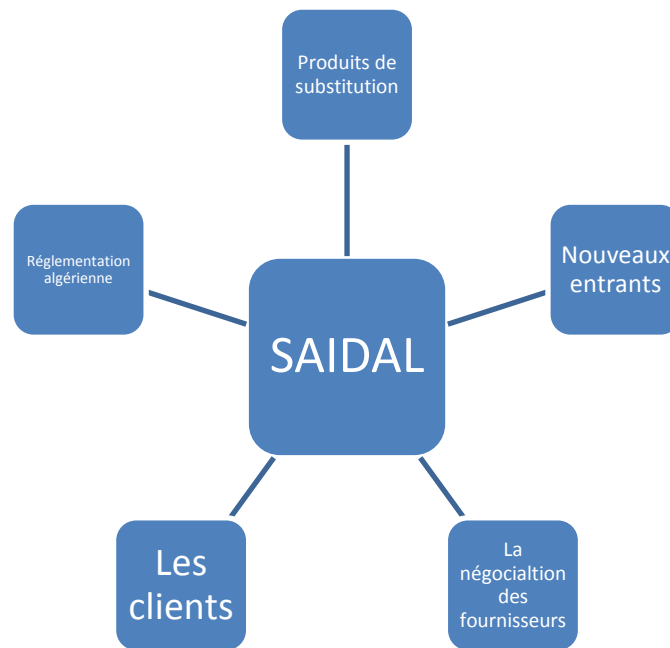 Produits de
substitution
Réglementation
algérienne
Nouveaux
entrants
SAIDAL
Les
clients
La
négocialtion
des
fournisseurs